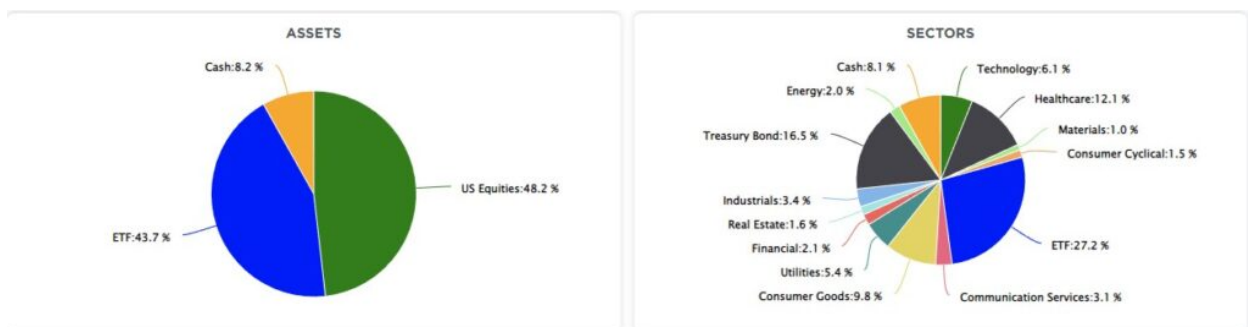 ASSETS
Cash:8.2 %
US Equities:48.2 %
ETF:43.7 %
SECTORS
Cash:8.1 %
Technology:6.1 %
Energy:2.0 %
Healthcare:12.1 %
Materials:1.0 %
Treasury Bond:16.5 %
Consumer Cyclical:1.5 %
Industrials:3.4 %
Real Estate:1.6 %
Financial:2.1 %
ETF:27.2 %
Utilities:5.4 %
Consumer Goods:9.8 %
Communication Services:3.1 %